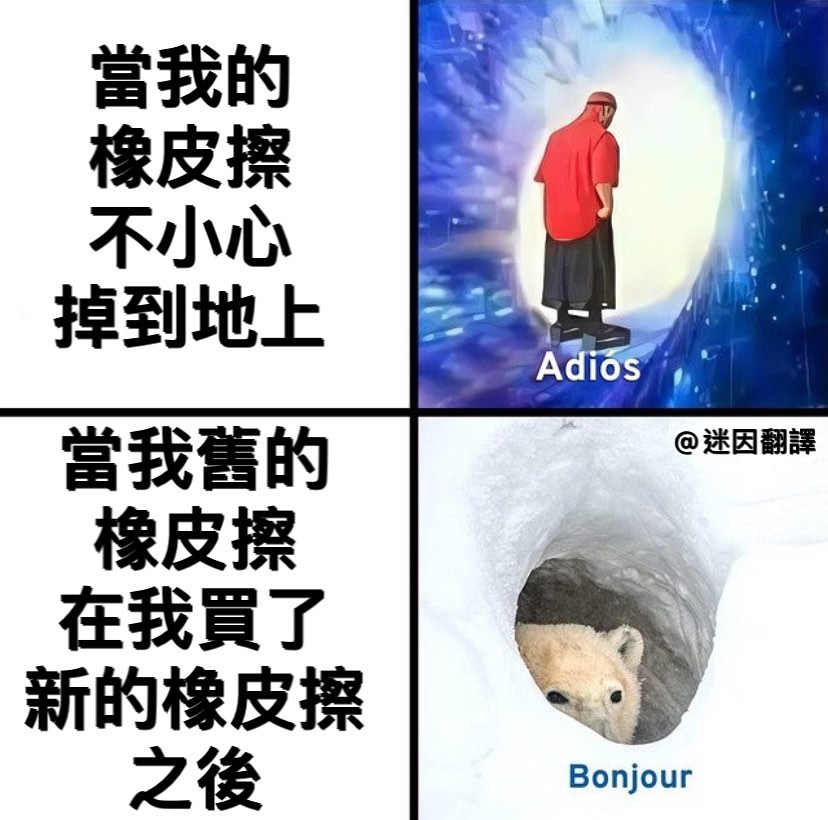 當我的
橡皮擦
不小心
掉到地上
Adiós
當我舊的
橡皮擦
在我買了
新的橡皮擦
之後
@迷因翻譯
Bonjour